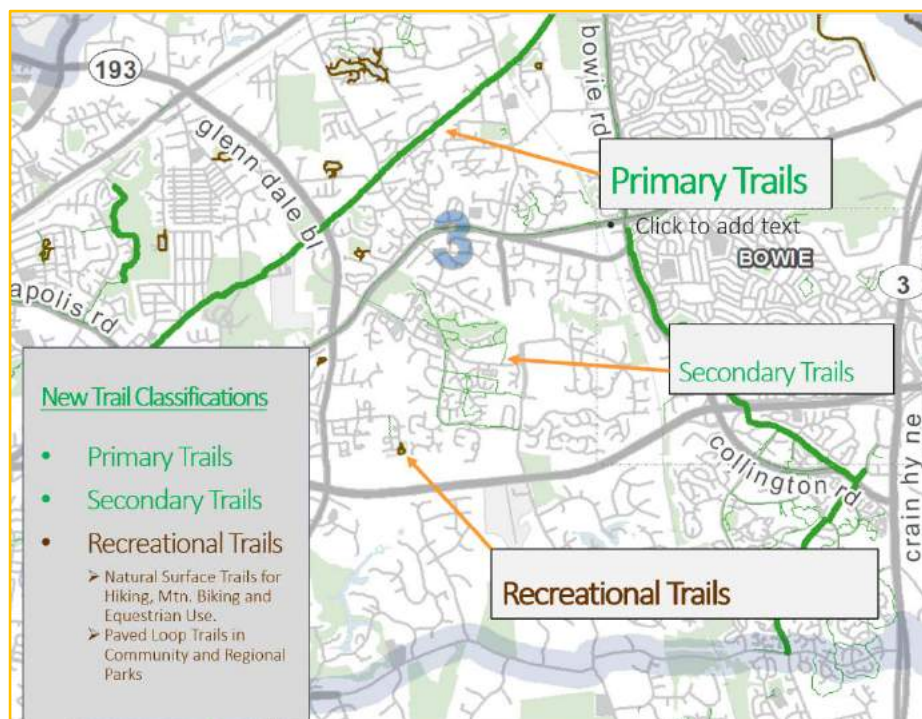 193
glenn dale bl
bowie rd
Primary Trails
3
Click to add text
BOWIE
3
apolis rd
Secondary Trails
New Trail Classifications
• Primary Trails
• Secondary Trails
• Recreational Trails
➢ Natural Surface Trails for
Hiking, Mtn. Biking and
Equestrian Use.
➢ Paved Loop Trails in
Community and Regional
Parks
collington rd
crain hy ne
Recreational Trails